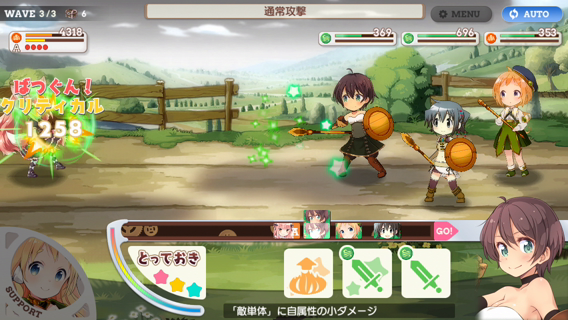 WAVE 3/3 6
通常攻撃
MENU
AUTO
4318
A
369
696
353
ばつぐん!
クリティカル
1258
GO!
とっておき
SUPPORT
「敵単体」に自属性の小ダメージ